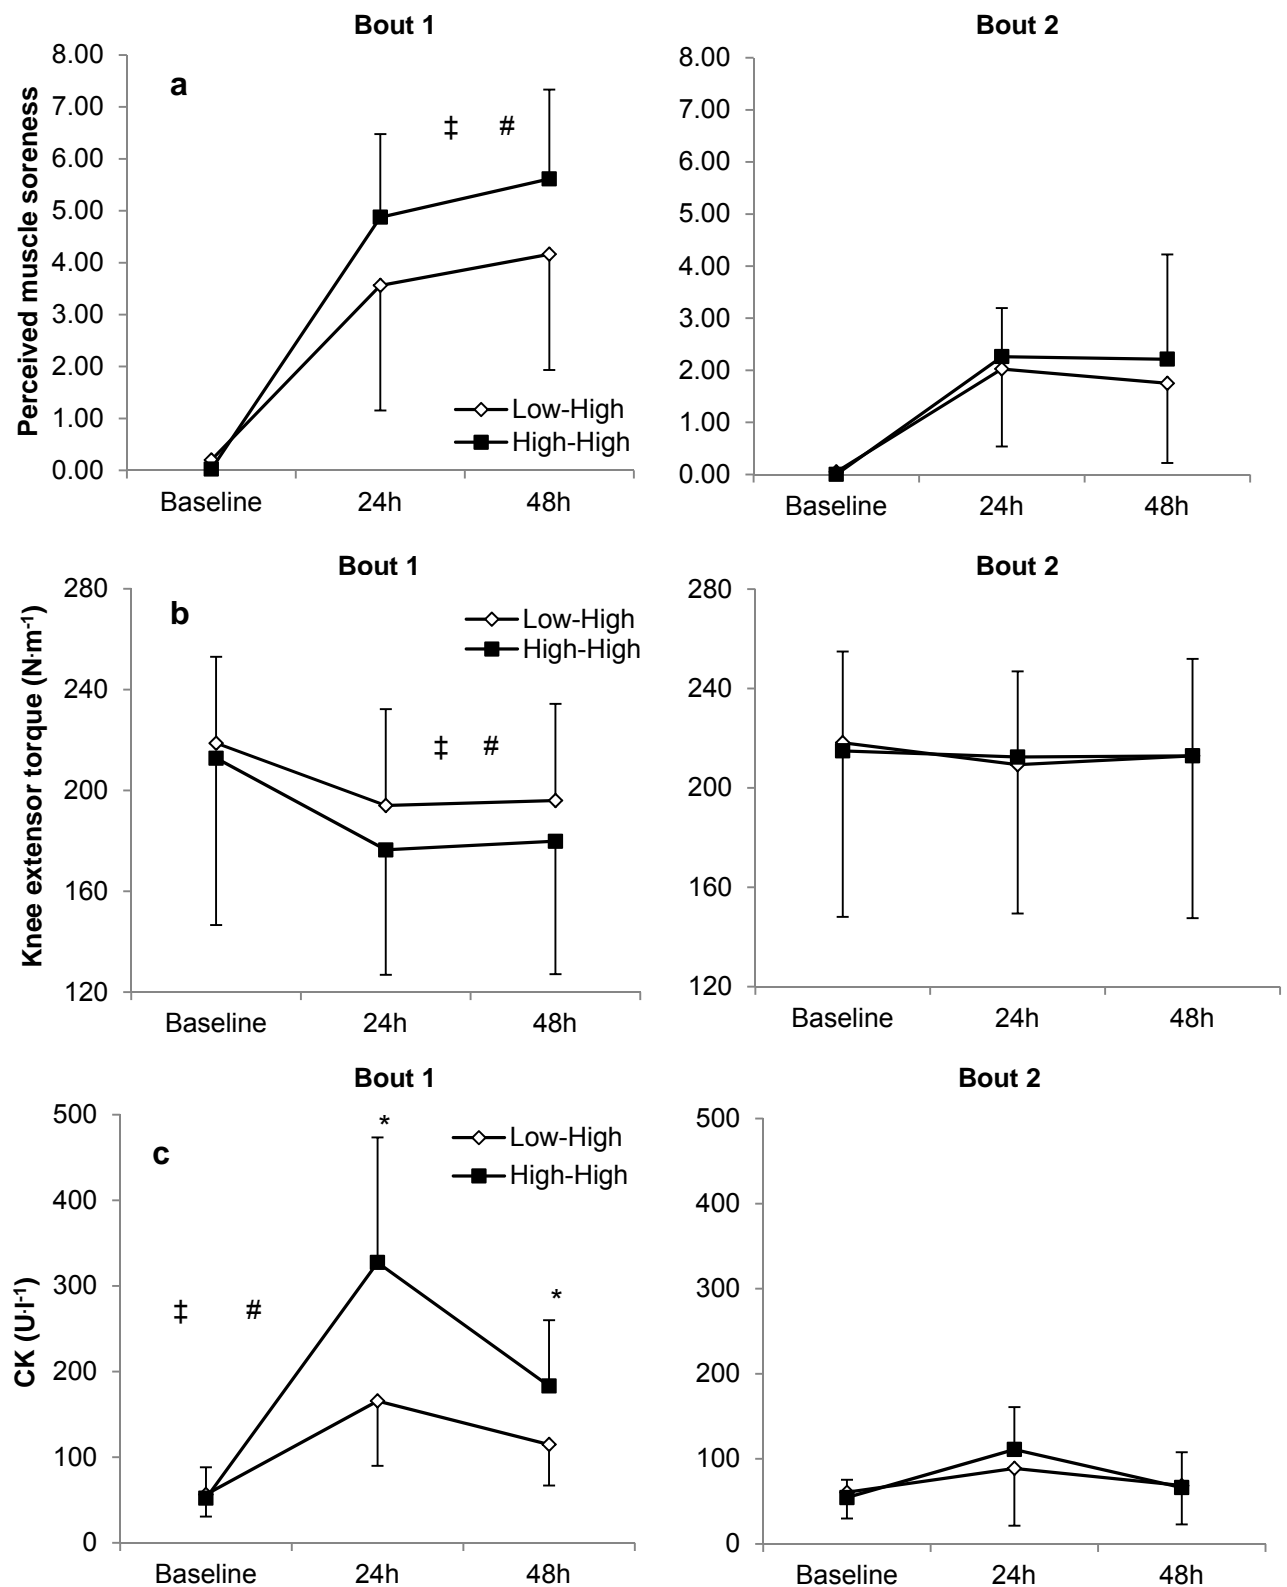 Bout 1
Bout 2
Perceived muscle soreness
a
8.00
7.00
6.00
5.00
4.00
3.00
2.00
1.00
0.00
‡ #
Low-High
High-High
Baseline 24h 48h
8.00
7.00
6.00
5.00
4.00
3.00
2.00
1.00
0.00
Baseline 24h 48h
Bout 1
Bout 2
Knee extensor torque (N·m⁻¹)
b
280
240
200
160
120
Low-High
High-High
‡ #
Baseline 24h 48h
280
240
200
160
120
Baseline 24h 48h
Bout 1
Bout 2
CK (U·l⁻¹)
c
500
400
300
200
100
0
*
Low-High
High-High
*
‡ #
Baseline 24h 48h
500
400
300
200
100
0
Baseline 24h 48h